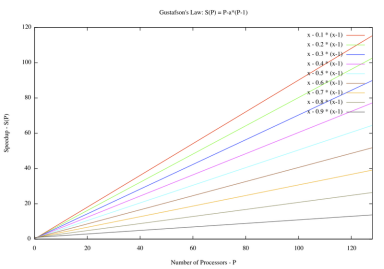 Gustafson's Law: S(P) = P-a*(P-1)
120
100
80
60
40
20
0
Speedup - S(P)
x - 0.1 * (x-1)
x - 0.2 * (x-1)
x - 0.3 * (x-1)
x - 0.4 * (x-1)
x - 0.5 * (x-1)
x - 0.6 * (x-1)
x - 0.7 * (x-1)
x - 0.8 * (x-1)
x - 0.9 * (x-1)
0 20 40 60 80 100 120
Number of Processors - P